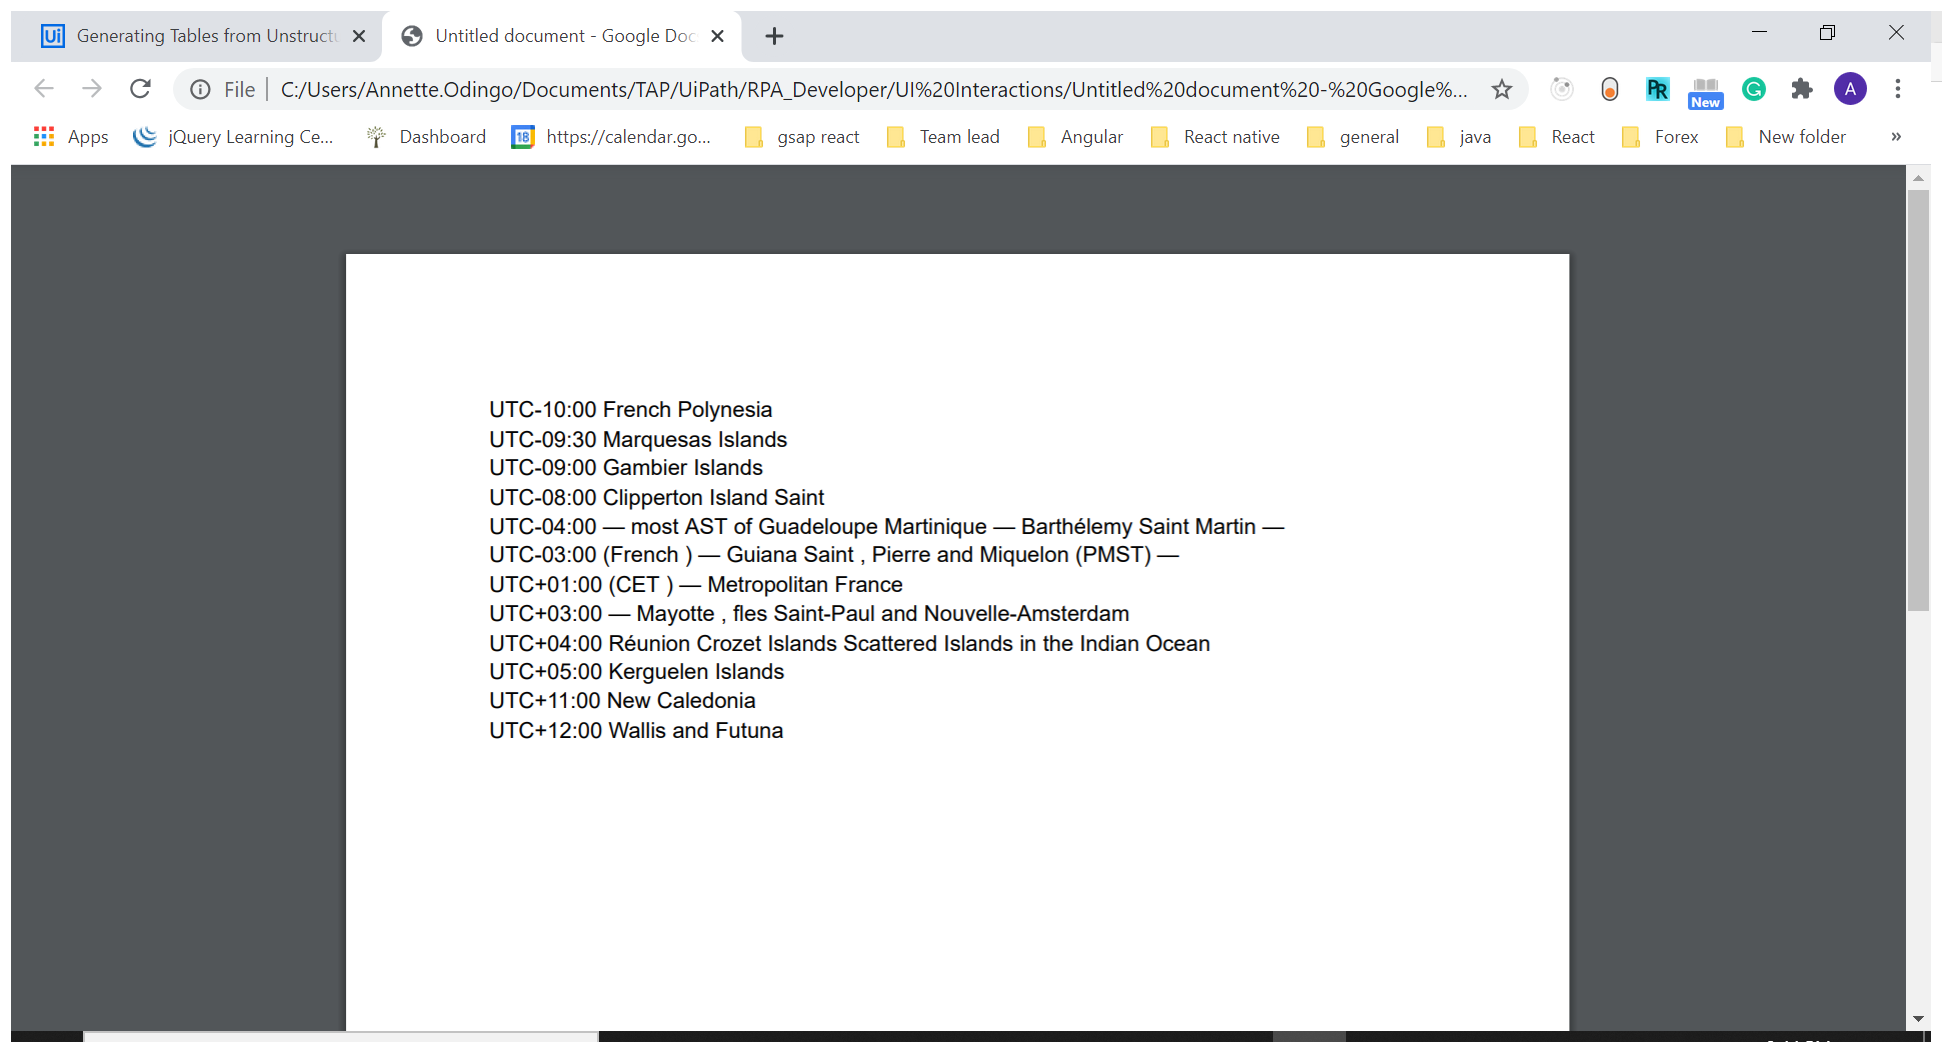 Generating Tables from Unstruct
Untitled document - Google Doc
File
C:/Users/Annette.Odingo/Documents/TAP/UiPath/RPA_Developer/UI%20Interactions/Untitled%20document%20-%20Google%...
PR
New
A
Apps
jQuery Learning Ce...
Dashboard
18
https://calendar.go...
gsap react
Team lead
Angular
React native
general
java
React
Forex
New folder
»
UTC-10:00 French Polynesia
UTC-09:30 Marquesas Islands
UTC-09:00 Gambier Islands
UTC-08:00 Clipperton Island Saint
UTC-04:00 — most AST of Guadeloupe Martinique — Barthélemy Saint Martin —
UTC-03:00 (French ) — Guiana Saint , Pierre and Miquelon (PMST) —
UTC+01:00 (CET ) — Metropolitan France
UTC+03:00 — Mayotte , fles Saint-Paul and Nouvelle-Amsterdam
UTC+04:00 Réunion Crozet Islands Scattered Islands in the Indian Ocean
UTC+05:00 Kerguelen Islands
UTC+11:00 New Caledonia
UTC+12:00 Wallis and Futuna